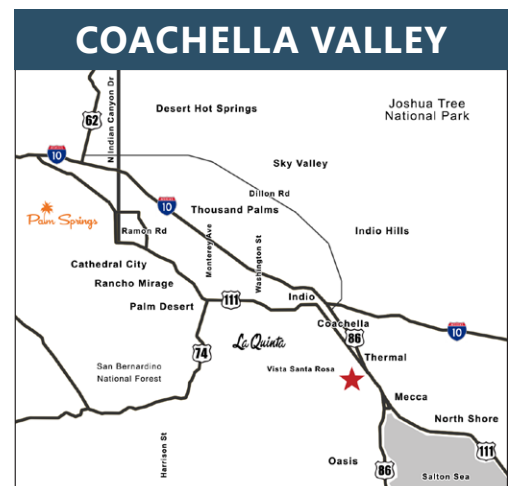 COACHELLA VALLEY
N Indian Canyon Dr
Desert Hot Springs
Joshua Tree
National Park
62
10
Sky Valley
Dillon Rd
10
Thousand Palms
Palm Springs
Ramon Rd
Indio Hills
Monterey Ave
Washington St
Cathedral City
Rancho Mirage
Palm Desert
111
Indio
Coachella
86
10
La Quinta
74
Thermal
San Bernardino
National Forest
Vista Santa Rosa
Mecca
North Shore
Harrison St
Oasis
86
111
Salton Sea